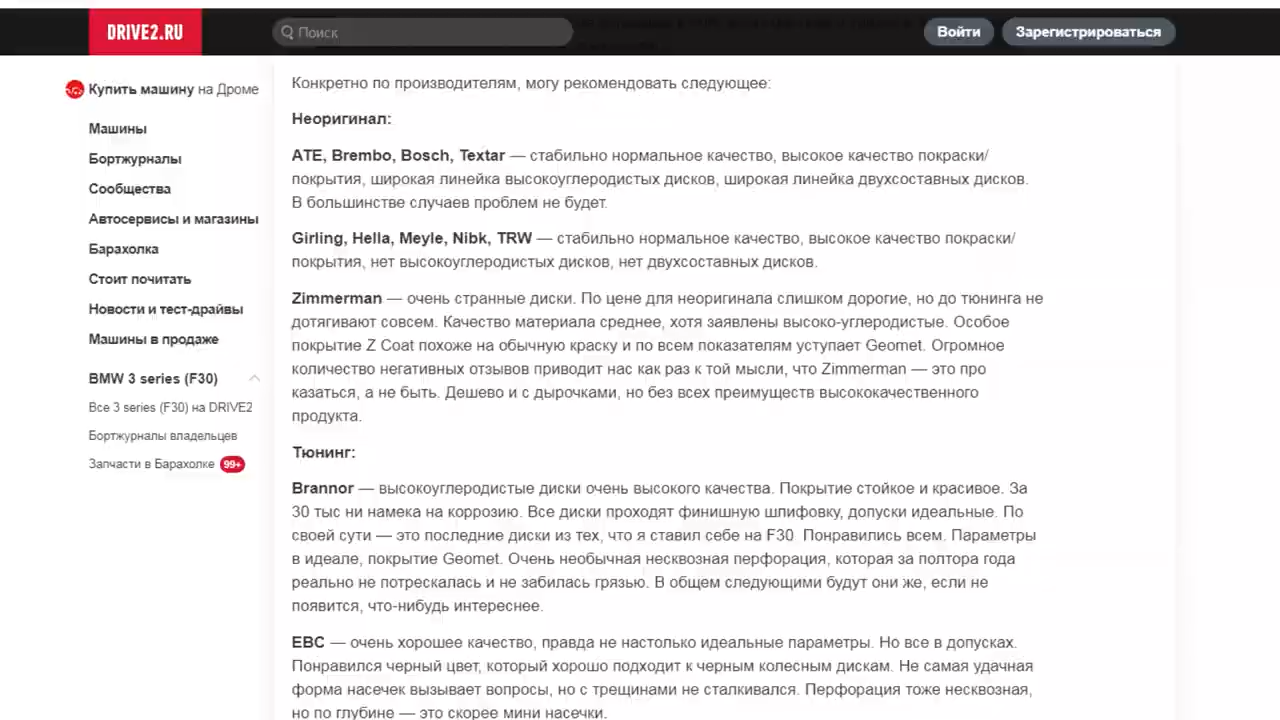 DRIVE2.RU
Поиск
Войти
Зарегистрироваться
Купить машину на Дроме
Машины
Бортжурналы
Сообщества
Автосервисы и магазины
Барахолка
Стоит почитать
Новости и тест-драйвы
Машины в продаже
BMW 3 series (F30)
Все 3 series (F30) на DRIVE2
Бортжурналы владельцев
Запчасти в Барахолке 99+
Конкретно по производителям, могу рекомендовать следующее:
Неоригинал:
ATE, Brembo, Bosch, Textar — стабильно нормальное качество, высокое качество покраски/
покрытия, широкая линейка высокоуглеродистых дисков, широкая линейка двухсоставных дисков.
В большинстве случаев проблем не будет.
Girling, Hella, Meyle, Nibk, TRW — стабильно нормальное качество, высокое качество покраски/
покрытия, нет высокоуглеродистых дисков, нет двухсоставных дисков.
Zimmerman — очень странные диски. По цене для неоригинала слишком дорогие, но до тюнинга не
дотягивают совсем. Качество материала среднее, хотя заявлены высоко-углеродистые. Особое
покрытие Z Coat похоже на обычную краску и по всем показателям уступает Geomet. Огромное
количество негативных отзывов приводит нас как раз к той мысли, что Zimmerman — это про
казаться, а не быть. Дешево и с дырочками, но без всех преимуществ высококачественного
продукта.
Тюнинг:
Brannor — высокоуглеродистые диски очень высокого качества. Покрытие стойкое и красивое. За
30 тыс ни намека на коррозию. Все диски проходят финишную шлифовку, допуски идеальные. По
своей сути — это последние диски из тех, что я ставил себе на F30 Понравились всем. Параметры
в идеале, покрытие Geomet. Очень необычная несквозная перфорация, которая за полтора года
реально не потрескалась и не забилась грязью. В общем следующими будут они же, если не
появится, что-нибудь интереснее.
EBC — очень хорошее качество, правда не настолько идеальные параметры. Но все в допусках.
Понравился черный цвет, который хорошо подходит к черным колесным дискам. Не самая удачная
форма насечек вызывает вопросы, но с трещинами не сталкивался. Перфорация тоже несквозная,
но по глубине — это скорее мини насечки.